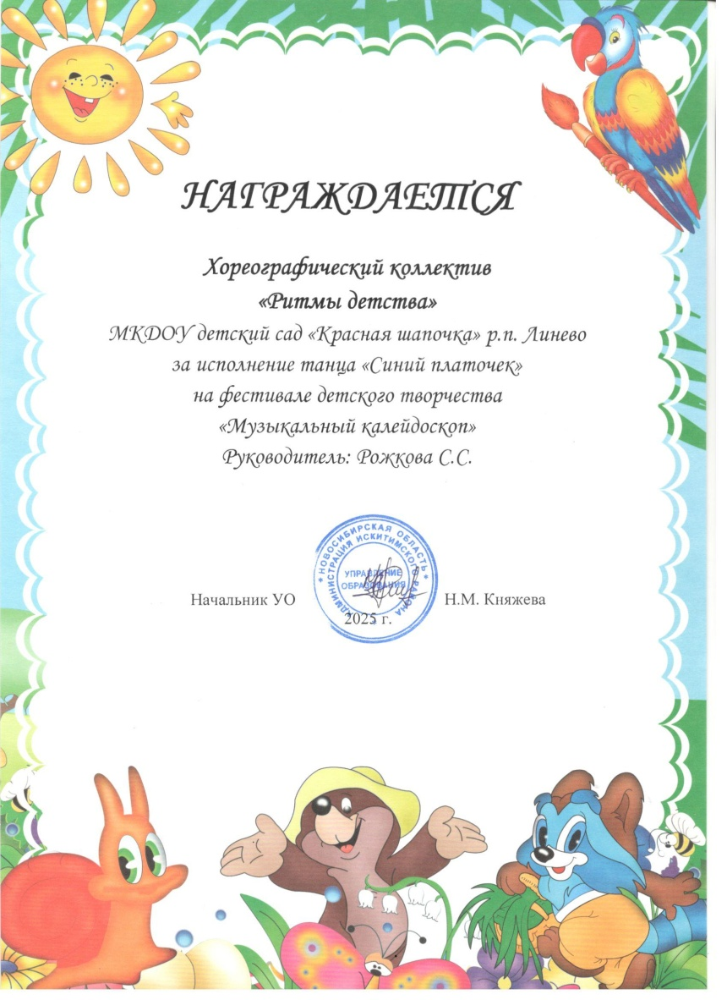 НАГРАЖДАЕТСЯ
Хореографический коллектив
«Ритмы детства»
МКДОУ детский сад «Красная шапочка» р.п. Линево
за исполнение танца «Синий платочек»
на фестивале детского творчества
«Музыкальный калейдоскоп»
Руководитель: Рожкова С.С.
* НОВОСИБИРСКАЯ ОБЛАСТЬ *
АДМИНИСТРАЦИЯ ИСКИТИМСКОГО РАЙОНА
УПРАВЛЕНИЕ
ОБРАЗОВАНИЯ
Начальник УО Н.М. Княжева
2025 г.